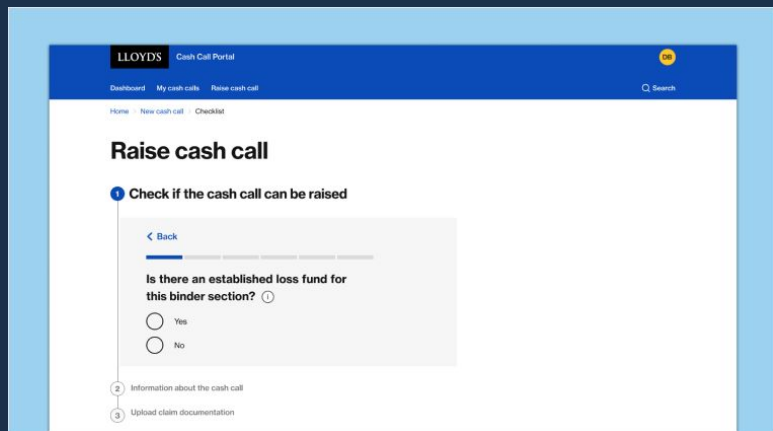 LLOYD'S Cash Call Portal DB
Dashboard My cash calls Raise cash call Search
Home > New cash call > Checklist
Raise cash call
1 Check if the cash call can be raised
< Back
Is there an established loss fund for
this binder section? i
Yes
No
2 Information about the cash call
3 Upload claim documentation